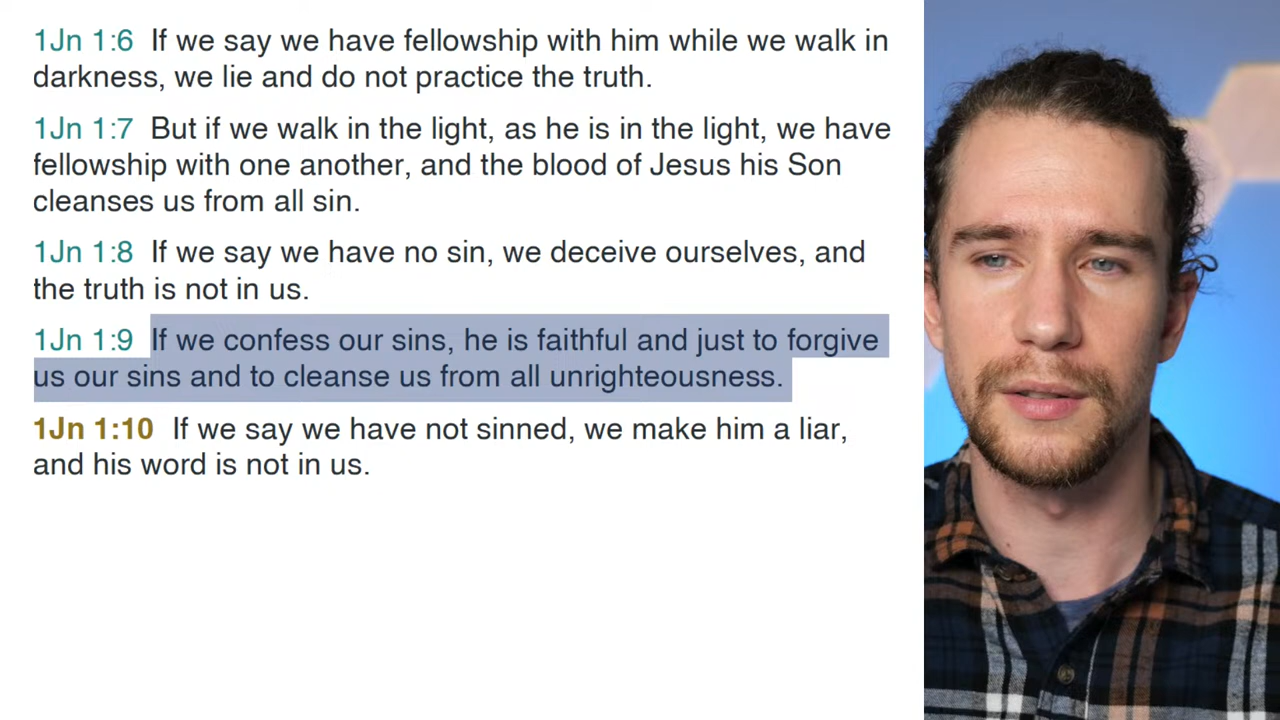 1Jn 1:6 If we say we have fellowship with him while we walk in
darkness, we lie and do not practice the truth.
1Jn 1:7 But if we walk in the light, as he is in the light, we have
fellowship with one another, and the blood of Jesus his Son
cleanses us from all sin.
1Jn 1:8 If we say we have no sin, we deceive ourselves, and
the truth is not in us.
1Jn 1:9 If we confess our sins, he is faithful and just to forgive
us our sins and to cleanse us from all unrighteousness.
1Jn 1:10 If we say we have not sinned, we make him a liar,
and his word is not in us.